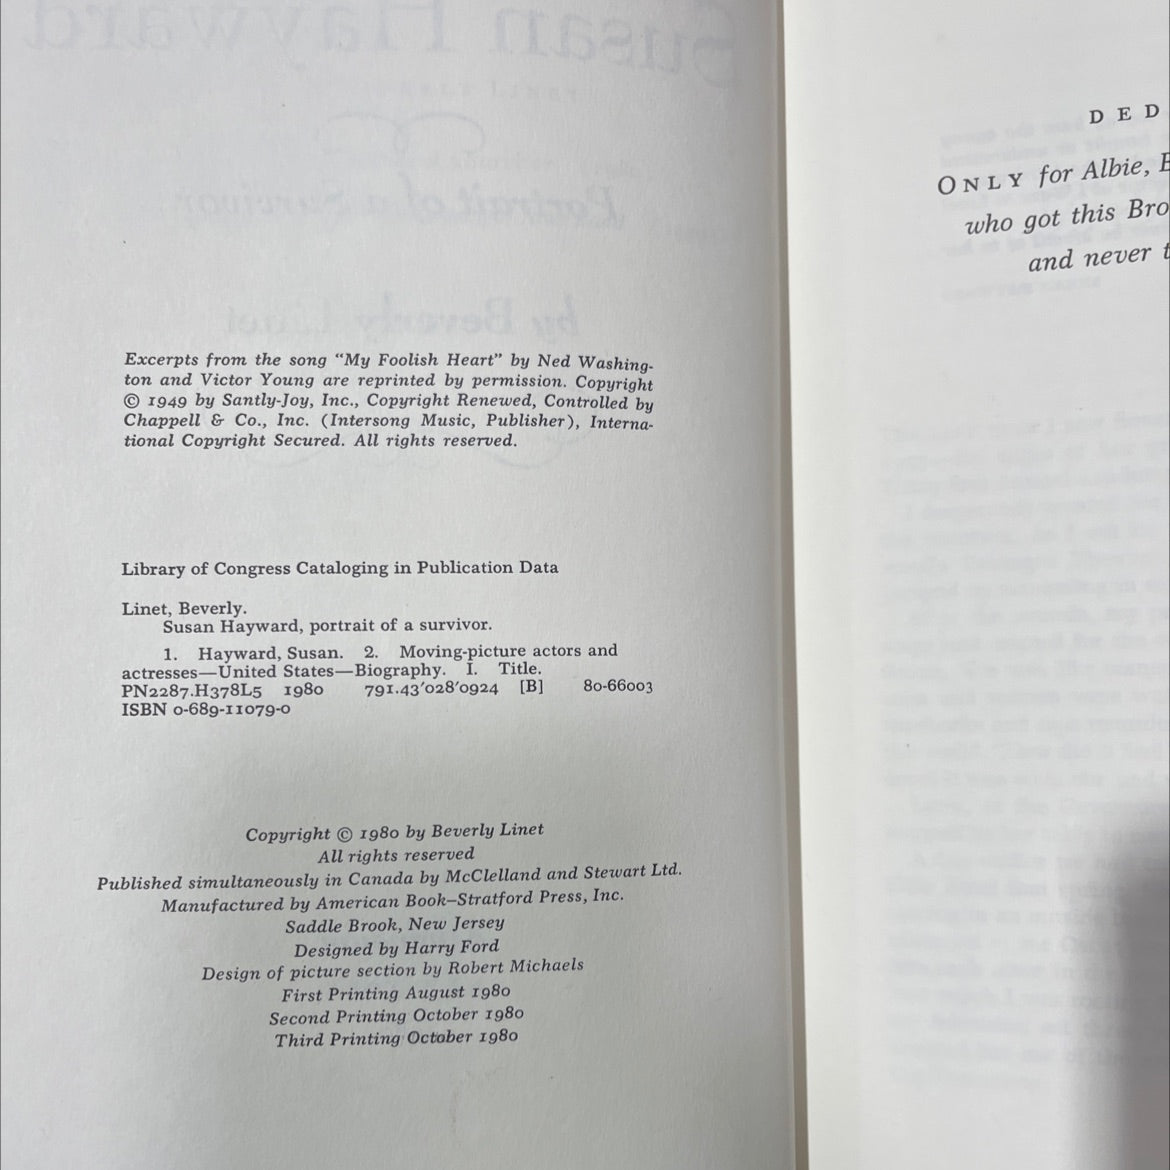 Excerpts from the song “My Foolish Heart” by Ned Washing-
ton and Victor Young are reprinted by permission. Copyright
© 1949 by Santly-Joy, Inc., Copyright Renewed, Controlled by
Chappell & Co., Inc. (Intersong Music, Publisher), Interna-
tional Copyright Secured. All rights reserved.
Library of Congress Cataloging in Publication Data
Linet, Beverly.
Susan Hayward, portrait of a survivor.
1. Hayward, Susan. 2. Moving-picture actors and
actresses—United States—Biography. I. Title.
PN2287.H378L5 1980 791.43′028′0924 [B] 80-66003
ISBN 0-689-11079-0
Copyright © 1980 by Beverly Linet
All rights reserved
Published simultaneously in Canada by McClelland and Stewart Ltd.
Manufactured by American Book–Stratford Press, Inc.
Saddle Brook, New Jersey
Designed by Harry Ford
Design of picture section by Robert Michaels
First Printing August 1980
Second Printing October 1980
Third Printing October 1980
DED
ONLY for Albie,
who got this Bro
and never t